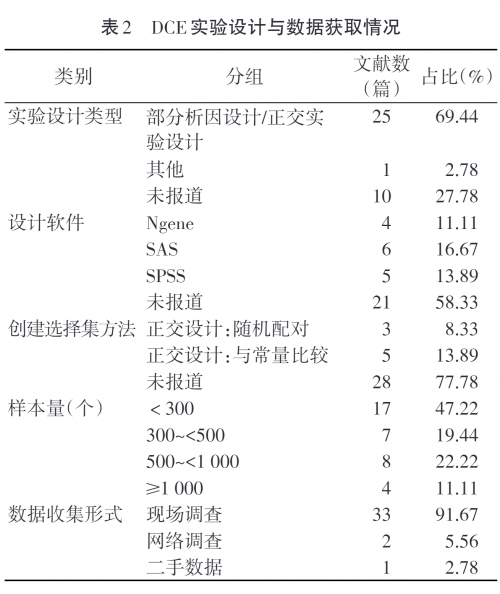 表2 DCE实验设计与数据获取情况
类别 分组 文献数(篇) 占比(%)
实验设计类型 部分析因设计/正交实验设计 25 69.44
其他 1 2.78
未报道 10 27.78
设计软件 Ngene 4 11.11
SAS 6 16.67
SPSS 5 13.89
未报道 21 58.33
创建选择集方法 正交设计:随机配对 3 8.33
正交设计:与常量比较 5 13.89
未报道 28 77.78
样本量(个) <300 17 47.22
300~<500 7 19.44
500~<1 000 8 22.22
≥1 000 4 11.11
数据收集形式 现场调查 33 91.67
网络调查 2 5.56
二手数据 1 2.78